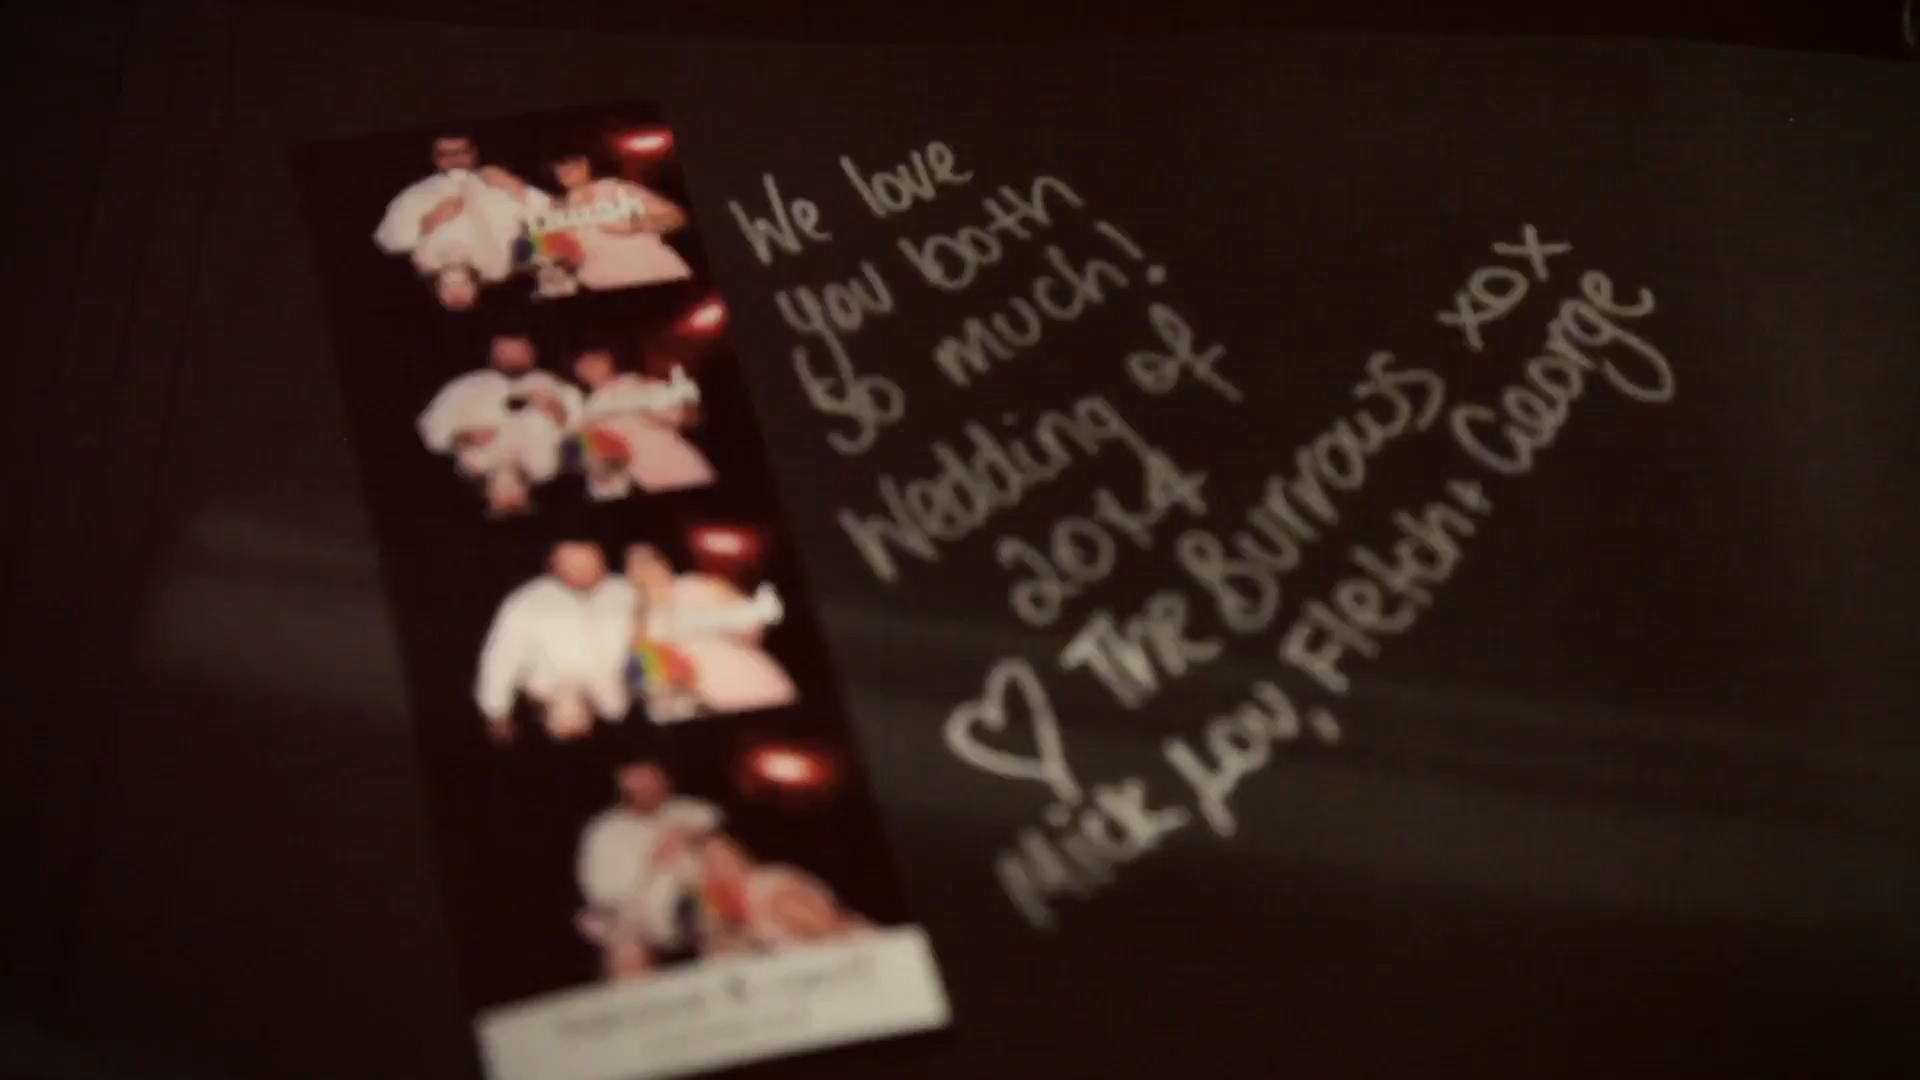 We love
you both
So much!
Wedding of
2014
♡ The Burrows xox
Mick, Lou, Fletch + George